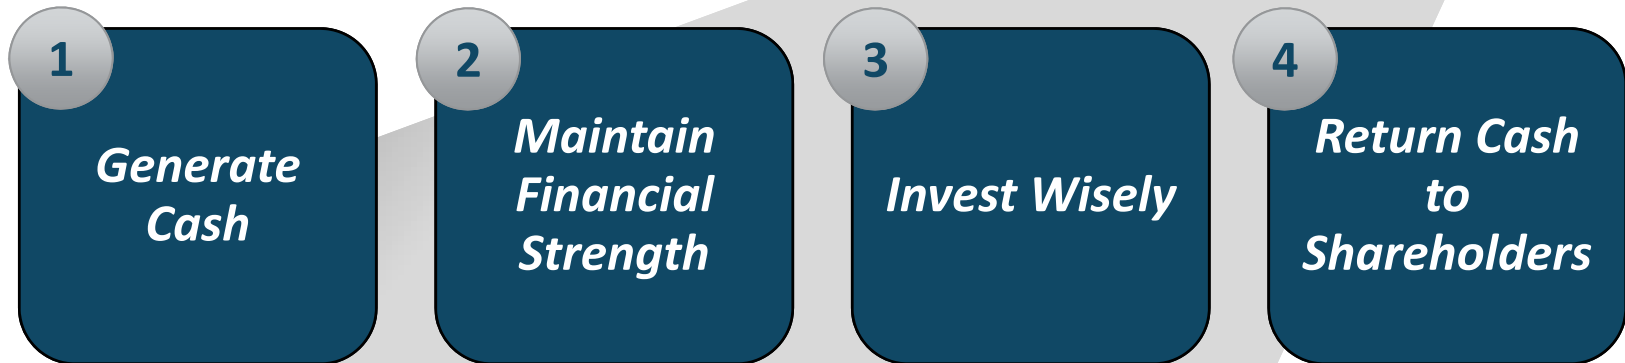 1
Generate
Cash
2
Maintain
Financial
Strength
3
Invest Wisely
4
Return Cash
to
Shareholders